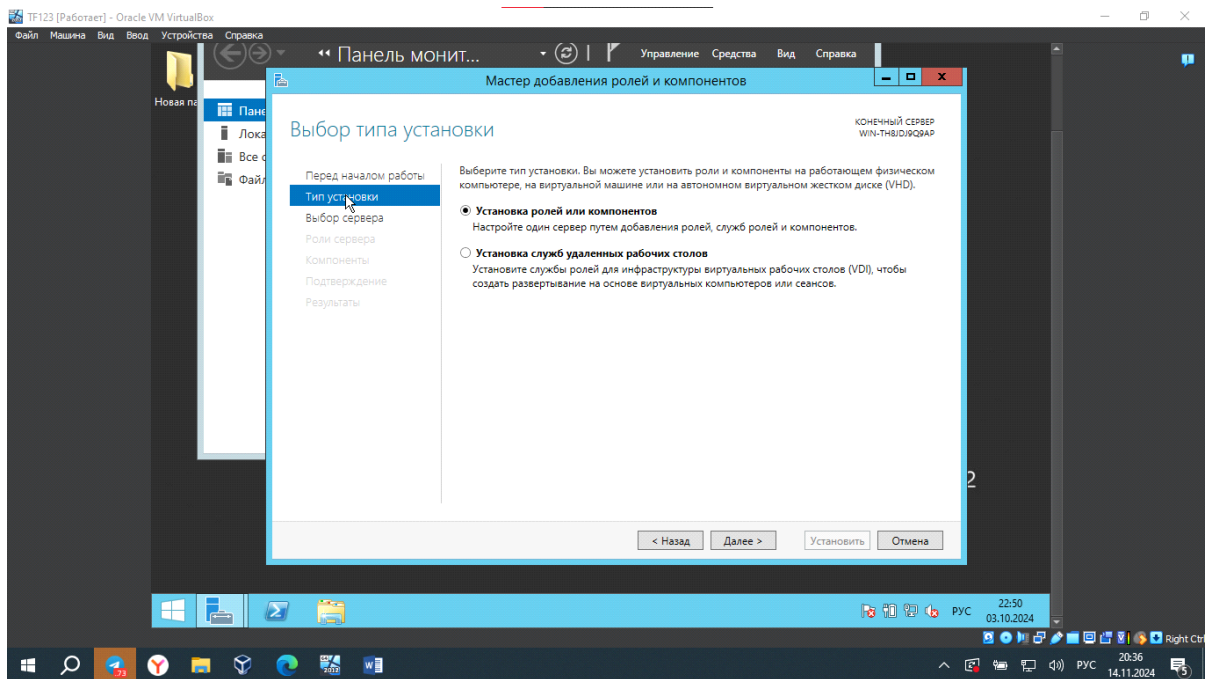 TF123 [Работает] - Oracle VM VirtualBox
Файл Машина Вид Ввод Устройства Справка
Панель монит...
Управление Средства Вид Справка
Новая па
Пане
Лока
Все
Файл
Мастер добавления ролей и компонентов
Выбор типа установки
КОНЕЧНЫЙ СЕРВЕР
WIN-TH8JDJ9Q9AP
Перед началом работы
Тип установки
Выбор сервера
Роли сервера
Компоненты
Подтверждение
Результаты
Выберите тип установки. Вы можете установить роли и компоненты на работающем физическом
компьютере, на виртуальной машине или на автономном виртуальном жестком диске (VHD).
Установка ролей или компонентов
Настройте один сервер путем добавления ролей, служб ролей и компонентов.
Установка служб удаленных рабочих столов
Установите службы ролей для инфраструктуры виртуальных рабочих столов (VDI), чтобы
создать развертывание на основе виртуальных компьютеров или сеансов.
2
< Назад Далее > Установить Отмена
РУС
22:50
03.10.2024
Right Ctrl
73
2012
РУС
20:36
14.11.2024
5